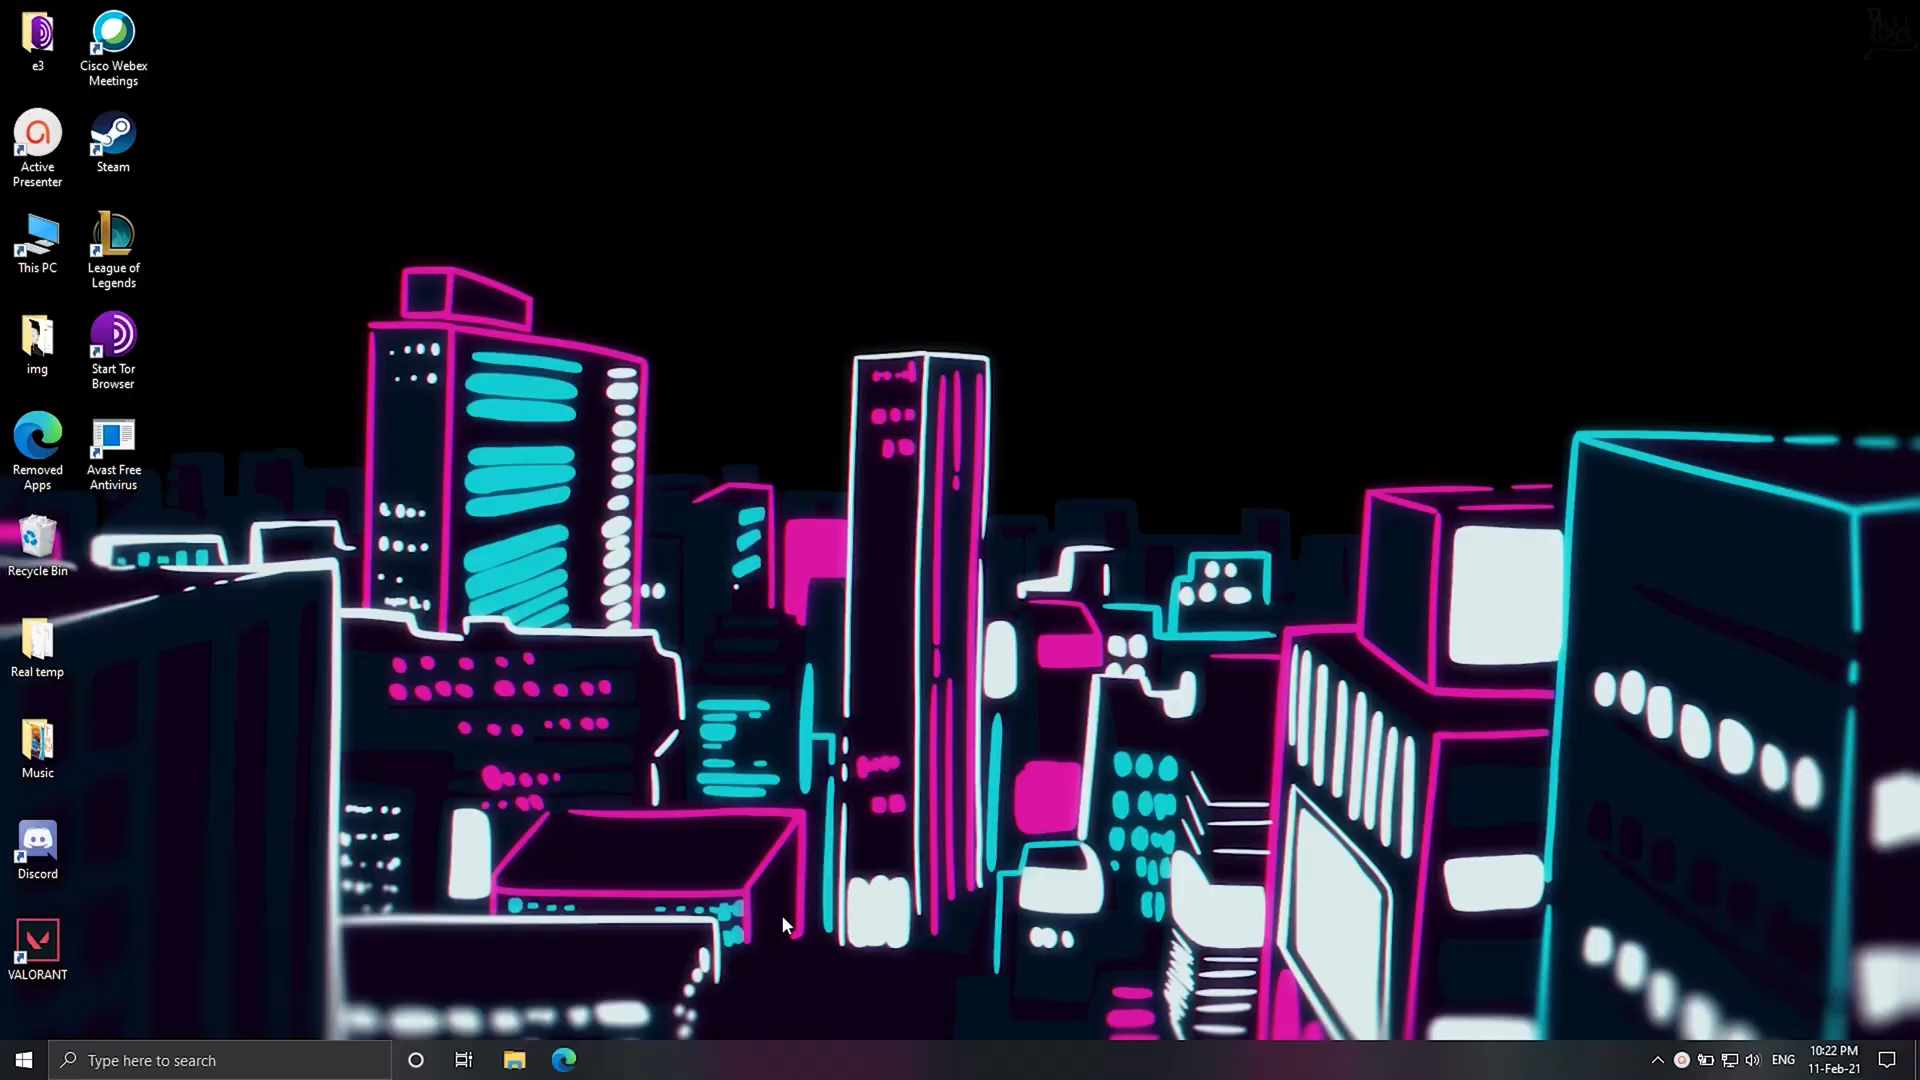 e3
Cisco Webex
Meetings
Active
Presenter
Steam
This PC
League of
Legends
img
Start Tor
Browser
Removed
Apps
Avast Free
Antivirus
Recycle Bin
Real temp
Music
Discord
VALORANT
Type here to search
ENG
10:22 PM
11-Feb-21